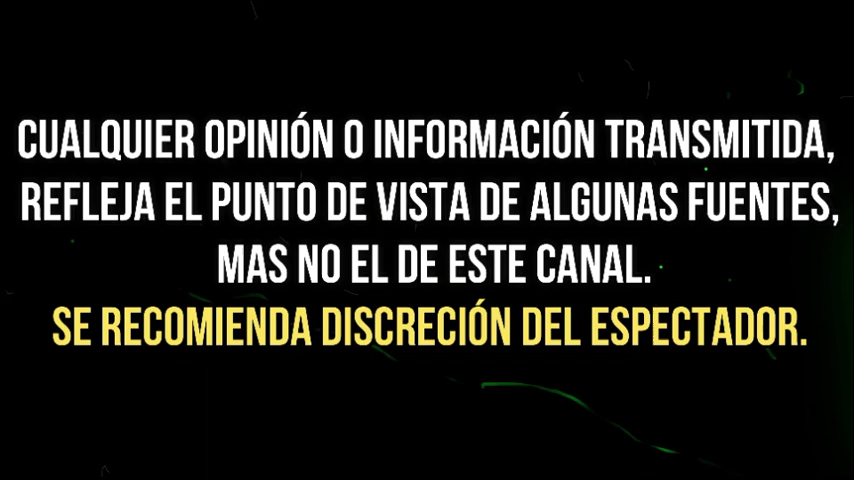 CUALQUIER OPINIÓN O INFORMACIÓN TRANSMITIDA,
REFLEJA EL PUNTO DE VISTA DE ALGUNAS FUENTES,
MAS NO EL DE ESTE CANAL.
SE RECOMIENDA DISCRECIÓN DEL ESPECTADOR.